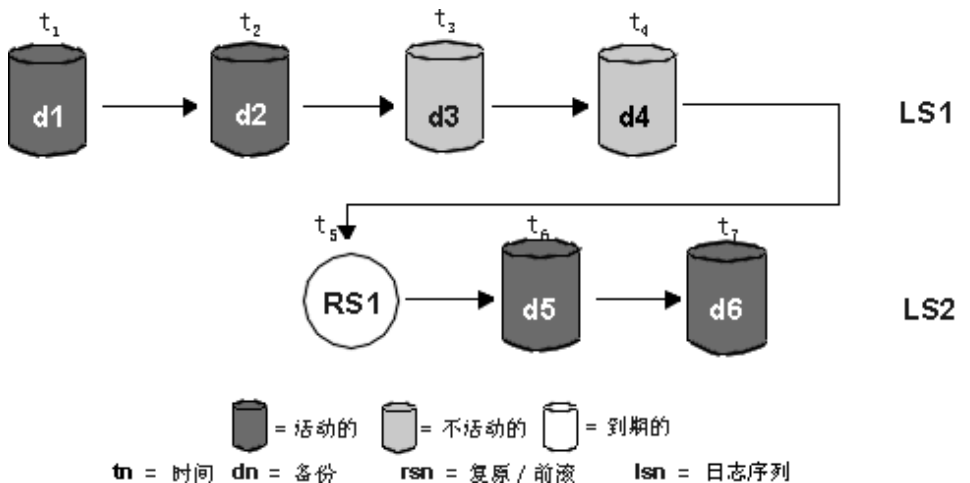 t₁ t₂ t₃ t₄
d1 d2 d3 d4 LS1
t₅ t₆ t₇
RS1 d5 d6 LS2
= 活动的 = 不活动的 = 到期的
tn = 时间 dn = 备份 rsn = 复原 / 前滚 lsn = 日志序列